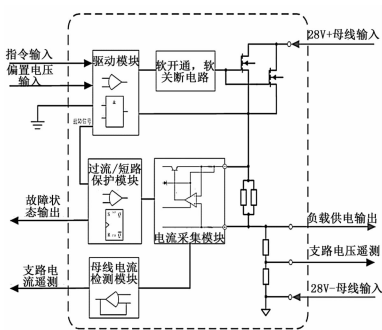 28V+母线输入
指令输入
偏置电压
输入
驱动模块
软开通，软
关断电路
故障信号
过流/短路
保护模块
故障状
态输出
电流采集模块
负载供电输出
支路电压遥测
支路电
流遥测
母线电流
检测模块
28V-母线输入